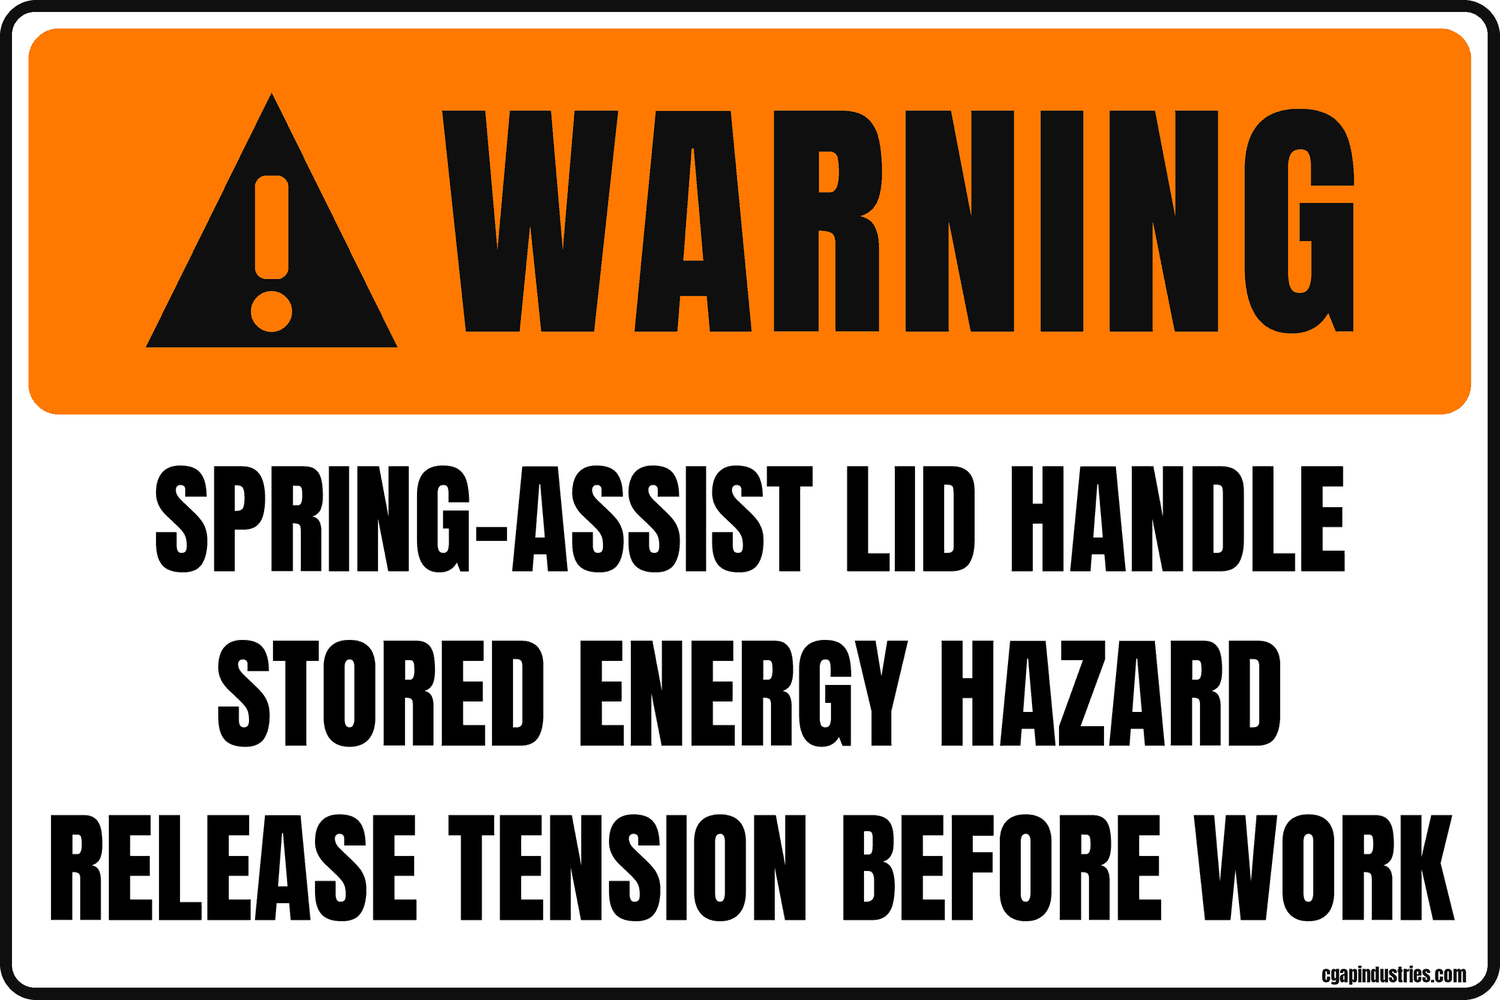 WARNING
SPRING-ASSIST LID HANDLE
STORED ENERGY HAZARD
RELEASE TENSION BEFORE WORK
cgapindustries.com